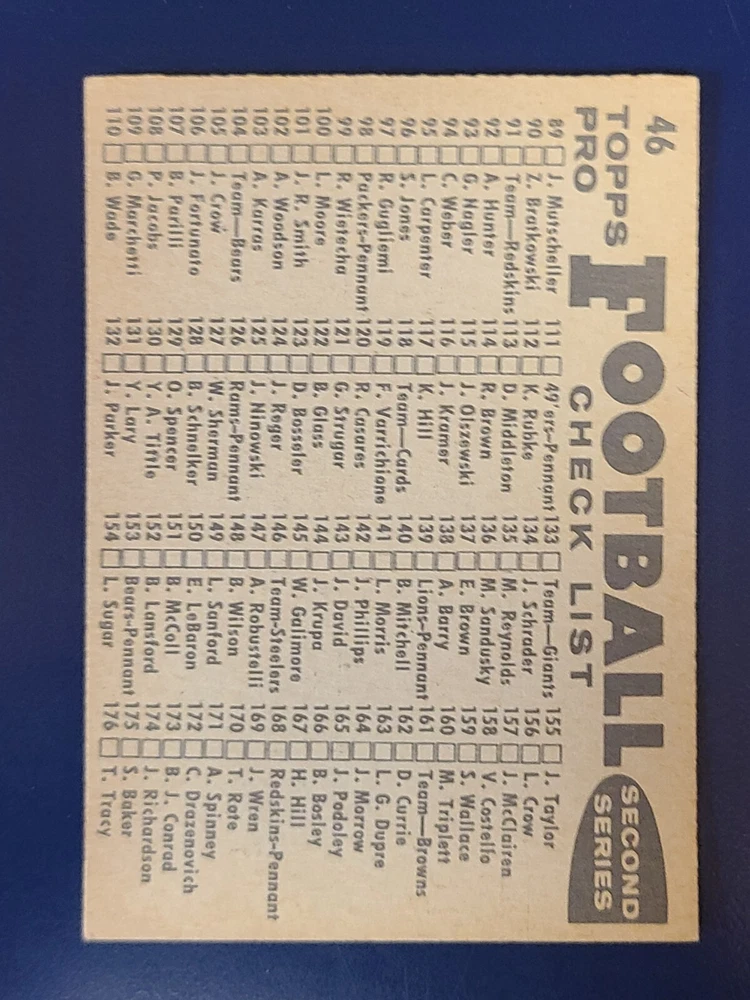 46
TOPPS PRO FOOTBALL SECOND SERIES
CHECK LIST
89 J. Mutscheller
90 Z. Bratkowski
91 Team—Redskins
92 A. Hunter
93 G. Nagler
94 C. Weber
95 L. Carpenter
96 S. Jones
97 R. Gugliemi
98 Packers-Pennant
99 R. Wietecha
100 L. Moore
101 J. R. Smith
102 A. Woodson
103 A. Karras
104 Team—Bears
105 J. Crow
106 J. Fortunato
107 B. Parilli
108 P. Jacobs
109 G. Marchetti
110 B. Wade
111 49'ers-Pennant
112 K. Rubke
113 D. Middleton
114 R. Brown
115 J. Olszewski
116 J. Kramer
117 K. Hill
118 Team—Cards
119 F. Varrichione
120 R. Casares
121 G. Strugar
122 B. Glass
123 D. Bosseler
124 J. Reger
125 J. Ninowski
126 Rams-Pennant
127 W. Sherman
128 B. Schnelker
129 O. Spencer
130 Y. A. Tittle
131 Y. Lary
132 J. Parker
133 Team—Giants
134 J. Schrader
135 M. Reynolds
136 M. Sandusky
137 E. Brown
138 A. Barry
139 Lions-Pennant
140 B. Mitchell
141 L. Morris
142 J. Phillips
143 J. David
144 J. Krupa
145 W. Galimore
146 Team-Steelers
147 A. Robustelli
148 B. Wilson
149 L. Sanford
150 E. LeBaron
151 B. McColl
152 B. Lansford
153 Bears-Pennant
154 L. Sugar
155 J. Taylor
156 L. Crow
157 J. McClairen
158 V. Costello
159 S. Wallace
160 M. Triplett
161 Team—Browns
162 D. Currie
163 L. G. Dupre
164 J. Morrow
165 J. Podoley
166 B. Bosley
167 H. Hill
168 Redskins-Pennant
169 J. Wren
170 T. Rote
171 A. Spinney
172 C. Drazenovich
173 B. J. Conrad
174 J. Richardson
175 S. Baker
176 T. Tracy